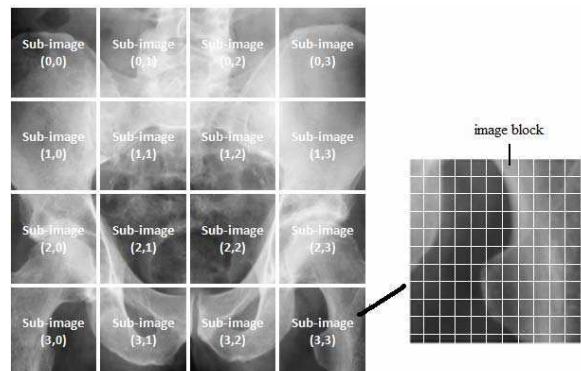 Sub-image
(0,0)
Sub-image
(0,1)
Sub-image
(0,2)
Sub-image
(0,3)
Sub-image
(1,0)
Sub-image
(1,1)
Sub-image
(1,2)
Sub-image
(1,3)
Sub-image
(2,0)
Sub-image
(2,1)
Sub-image
(2,2)
Sub-image
(2,3)
Sub-image
(3,0)
Sub-image
(3,1)
Sub-image
(3,2)
Sub-image
(3,3)
image block